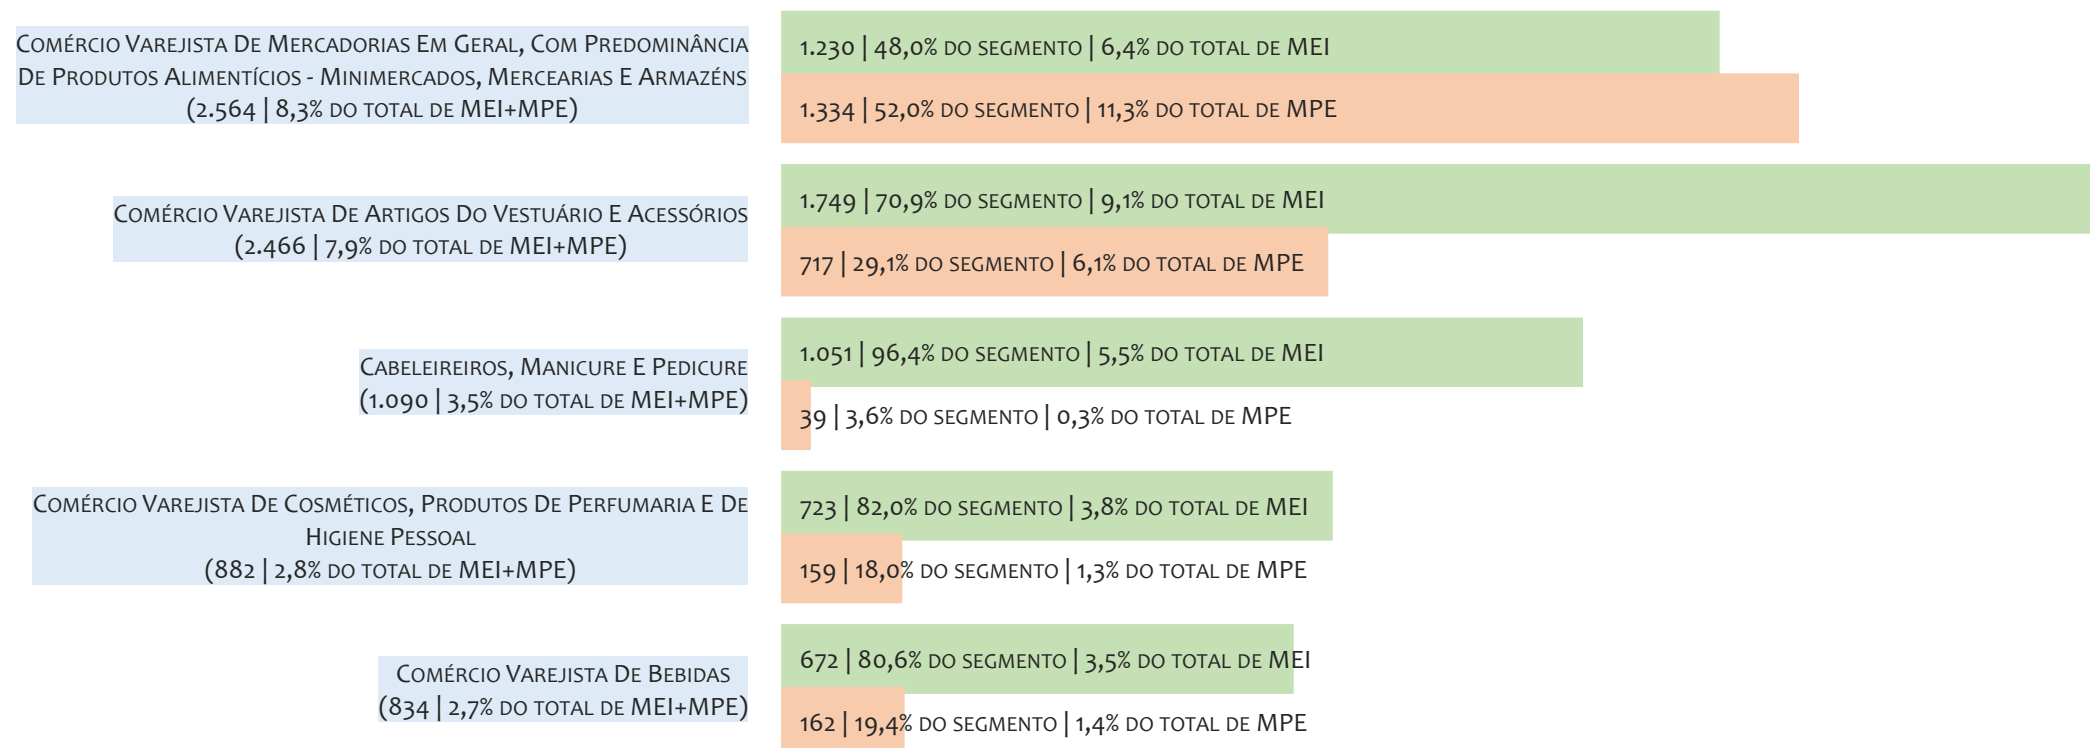 Comércio Varejista De Mercadorias Em Geral, Com Predominância
De Produtos Alimentícios - Minimercados, Mercearias E Armazéns
(2.564 | 8,3% do total de MEI+MPE)
1.230 | 48,0% do segmento | 6,4% do total de MEI
1.334 | 52,0% do segmento | 11,3% do total de MPE
Comércio Varejista De Artigos Do Vestuário E Acessórios
(2.466 | 7,9% do total de MEI+MPE)
1.749 | 70,9% do segmento | 9,1% do total de MEI
717 | 29,1% do segmento | 6,1% do total de MPE
Cabeleireiros, Manicure E Pedicure
(1.090 | 3,5% do total de MEI+MPE)
1.051 | 96,4% do segmento | 5,5% do total de MEI
39 | 3,6% do segmento | 0,3% do total de MPE
Comércio Varejista De Cosméticos, Produtos De Perfumaria E De
Higiene Pessoal
(882 | 2,8% do total de MEI+MPE)
723 | 82,0% do segmento | 3,8% do total de MEI
159 | 18,0% do segmento | 1,3% do total de MPE
Comércio Varejista De Bebidas
(834 | 2,7% do total de MEI+MPE)
672 | 80,6% do segmento | 3,5% do total de MEI
162 | 19,4% do segmento | 1,4% do total de MPE